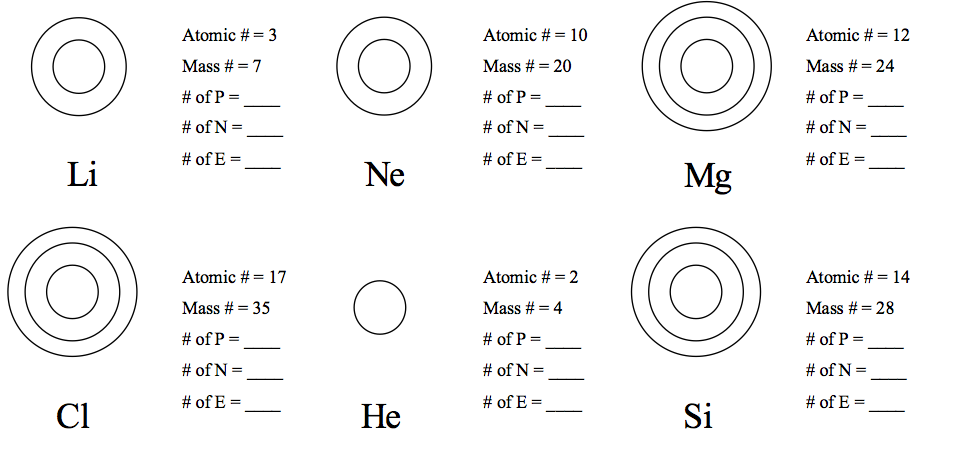 Atomic # = 3
Mass # = 7
# of P = ____
# of N = ____
# of E = ____
Li
Atomic # = 10
Mass # = 20
# of P = ____
# of N = ____
# of E = ____
Ne
Atomic # = 12
Mass # = 24
# of P = ____
# of N = ____
# of E = ____
Mg
Atomic # = 17
Mass # = 35
# of P = ____
# of N = ____
# of E = ____
Cl
Atomic # = 2
Mass # = 4
# of P = ____
# of N = ____
# of E = ____
He
Atomic # = 14
Mass # = 28
# of P = ____
# of N = ____
# of E = ____
Si